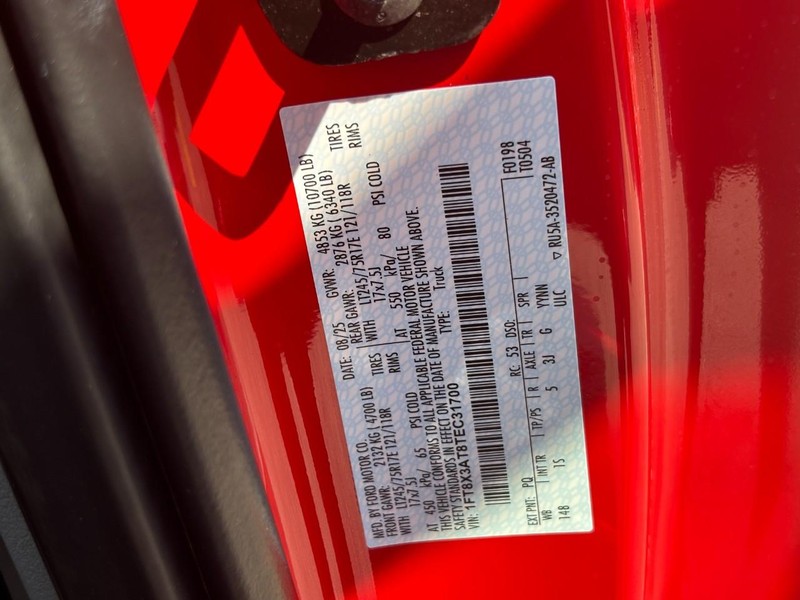 MFD. BY FORD MOTOR CO.
DATE: 08/25 GVWR: 4853 KG (10700 LB)
FRONT GAWR: 2132 KG ( 4700 LB) REAR GAWR: 2876 KG ( 6340 LB)
WITH LT245/75R17E 121/118R TIRES WITH LT245/75R17E 121/118R TIRES
17x7.5J RIMS 17x7.5J RIMS
AT 450 kPa/ 65 PSI COLD AT 550 kPa/ 80 PSI COLD
THIS VEHICLE CONFORMS TO ALL APPLICABLE FEDERAL MOTOR VEHICLE
SAFETY STANDARDS IN EFFECT ON THE DATE OF MANUFACTURE SHOWN ABOVE.
VIN: 1FT8X3AT8TEC31700 TYPE: Truck
F0198
EXT PNT: PQ RC: 53 DSO: T0504
WB INT TR TP/PS R AXLE TR SPR
148 1S 5 3J G YYNN
ULC ▽ RU5A-3520472-AB